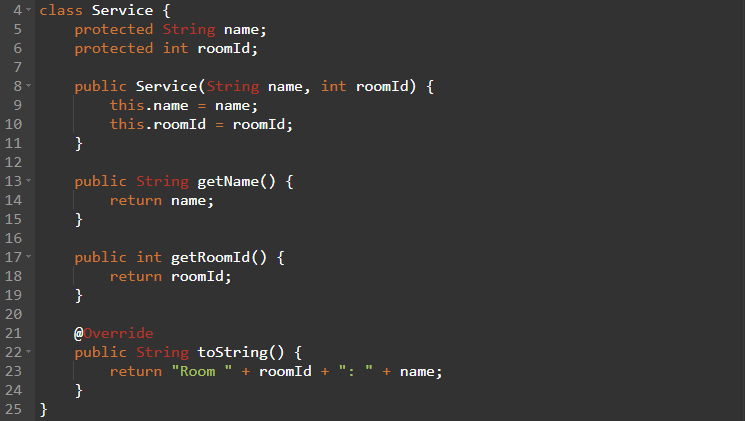 4 class Service {
5     protected String name;
6     protected int roomId;
7
8     public Service(String name, int roomId) {
9         this.name = name;
10         this.roomId = roomId;
11     }
12
13     public String getName() {
14         return name;
15     }
16
17     public int getRoomId() {
18         return roomId;
19     }
20
21     @Override
22     public String toString() {
23         return "Room " + roomId + ": " + name;
24     }
25 }